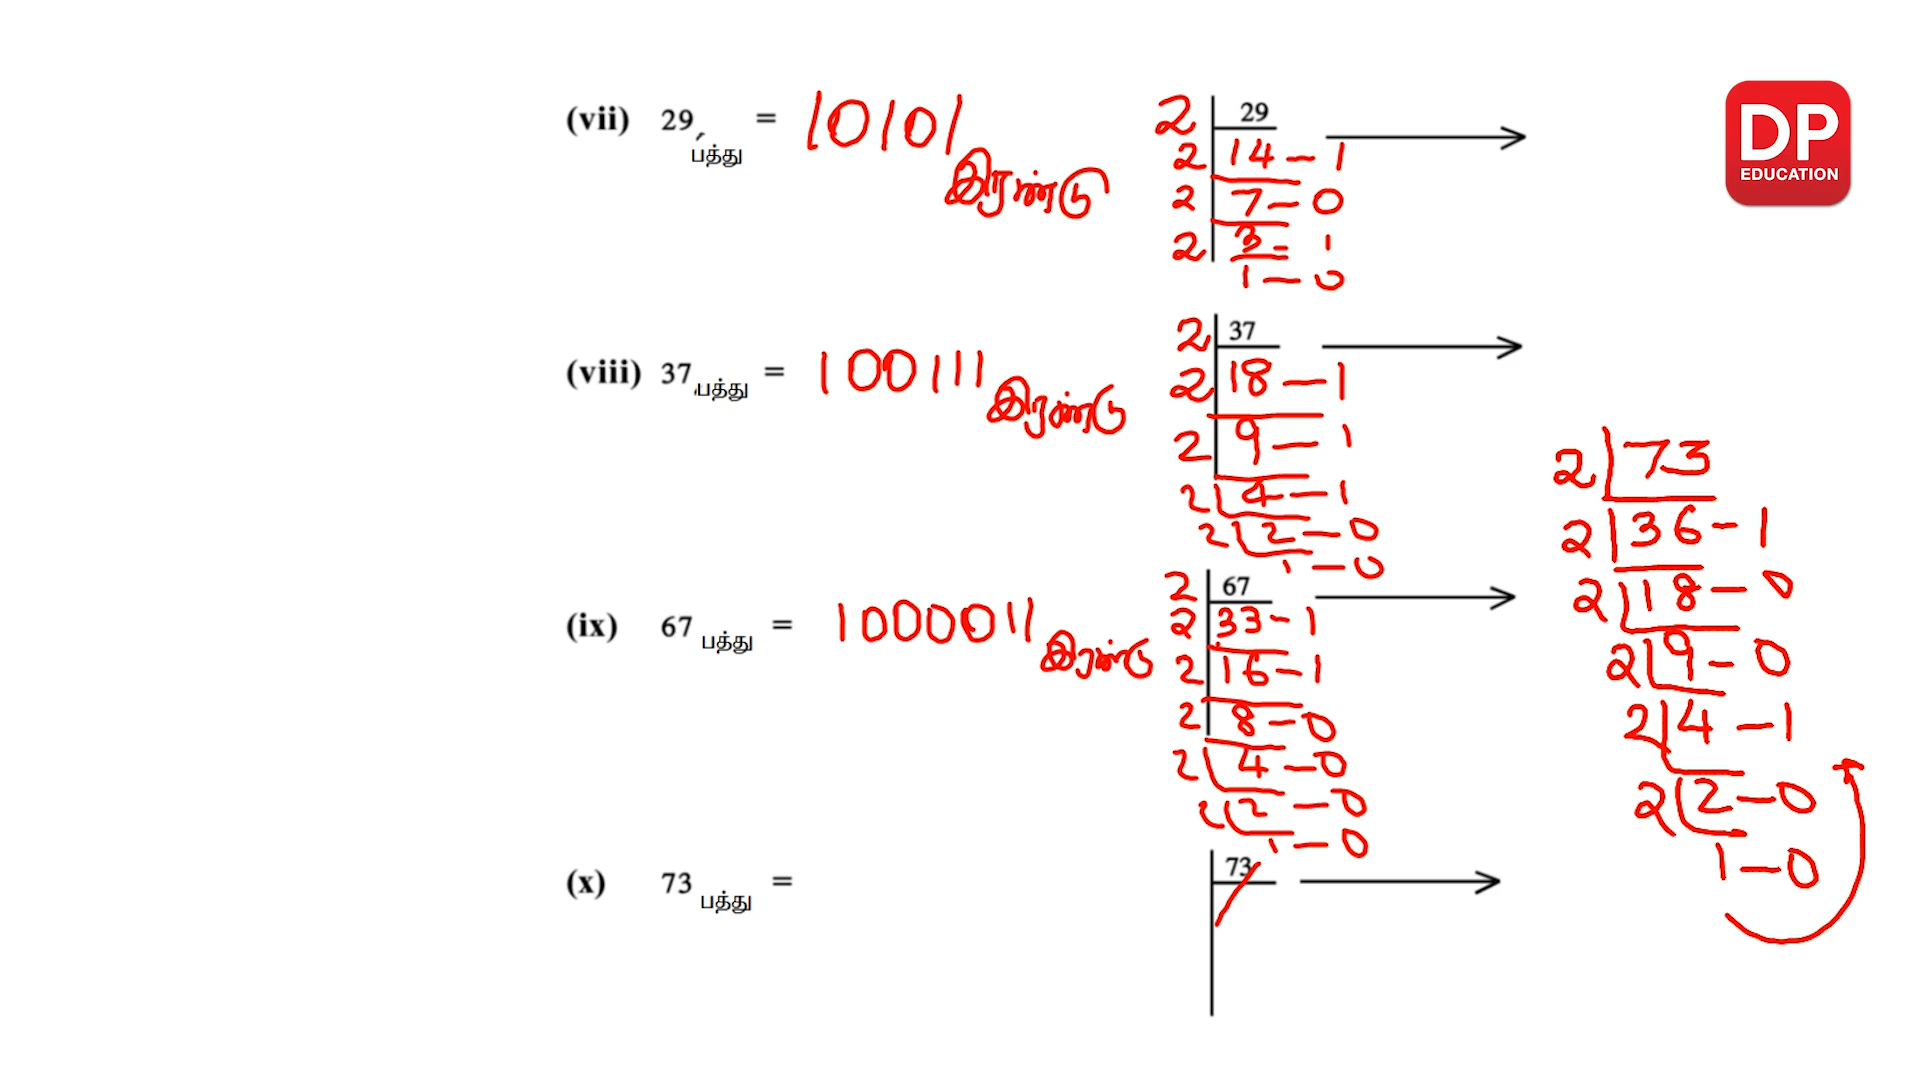 DP
EDUCATION
(vii) 29 பத்து = 10101 இரண்டு
2 29
2 14 - 1
2 7 - 0
2 3 - 1
1 - 0
(viii) 37 பத்து = 100111 இரண்டு
2 37
2 18 - 1
2 9 - 1
2 4 - 1
2 2 - 0
1 - 0
(ix) 67 பத்து = 1000011 இரண்டு
2 67
2 33 - 1
2 16 - 1
2 8 - 0
2 4 - 0
2 2 - 0
1 - 0
(x) 73 பத்து =
73
2 73
2 36 - 1
2 18 - 0
2 9 - 0
2 4 - 1
2 2 - 0
1 - 0